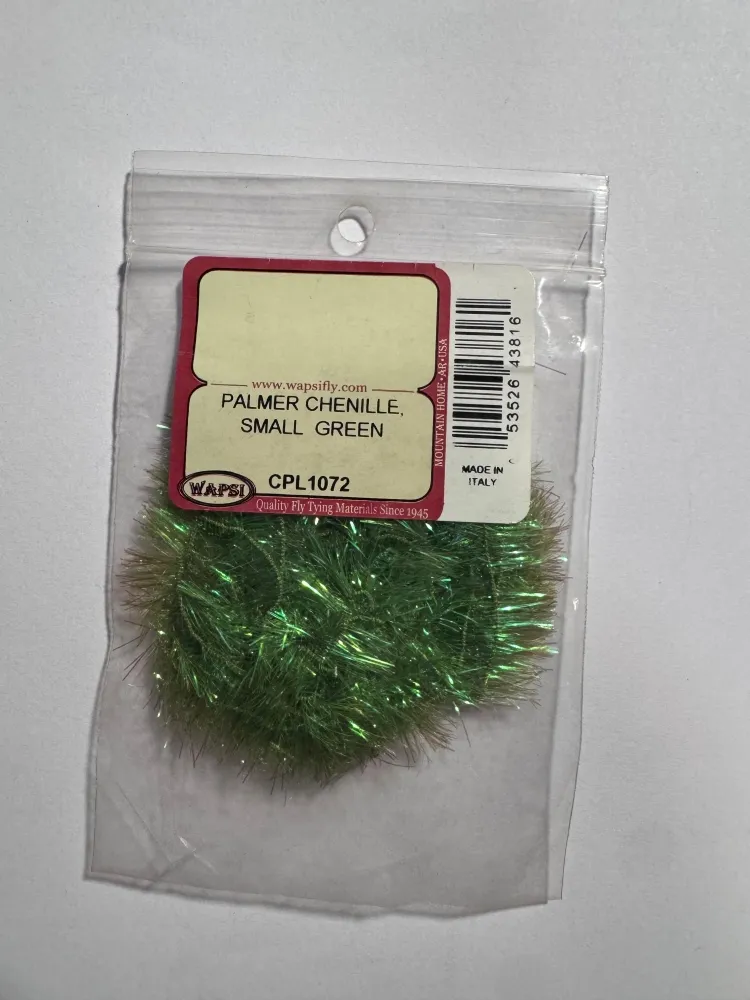 www.wapsifly.com
PALMER CHENILLE,
SMALL GREEN
WAPSI
CPL1072
Quality Fly Tying Materials Since 1945
MOUNTAIN HOME • AR • USA
53526 43816
MADE IN
ITALY